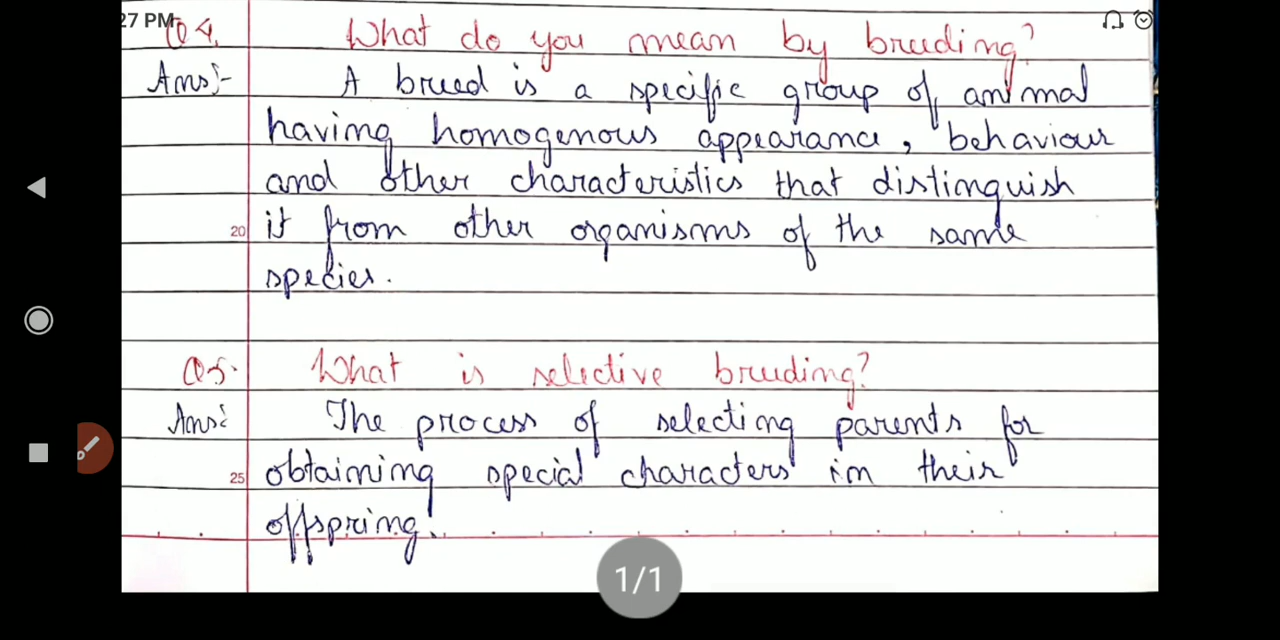 27 PM
Q4. What do you mean by breeding?
Ans:- A breed is a specific group of animal
having homogenous appearance, behaviour
and other characteristics that distinguish
20 it from other organisms of the same
species.
Q5. What is selective breeding?
Ans: The process of selecting parents for
25 obtaining special characters in their
offspring.
1/1